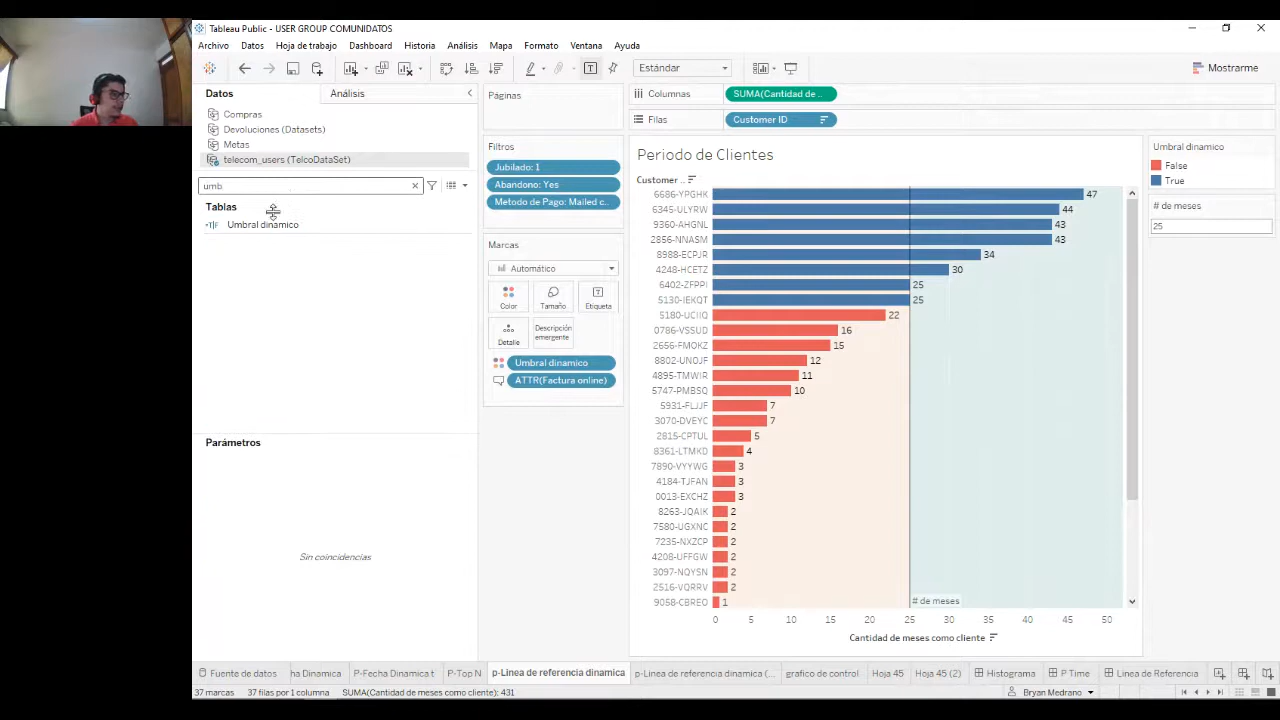 Tableau Public - USER GROUP COMUNIDATOS
Archivo Datos Hoja de trabajo Dashboard Historia Análisis Mapa Formato Ventana Ayuda
Estándar
Mostrarme
Datos Análisis
Compras
Devoluciones (Datasets)
Metas
telecom_users (TelcoDataSet)
umb
Tablas
Umbral dinamico
Parámetros
Sin coincidencias
Páginas
Filtros
Jubilado: 1
Abandono: Yes
Metodo de Pago: Mailed c..
Marcas
Automático
Color Tamaño Etiqueta
Detalle Descripción emergente
Umbral dinamico
ATTR(Factura online)
Columnas SUMA(Cantidad de ..
Filas Customer ID
Periodo de Clientes
Customer ..
6686-YPGHK 47
6345-ULYRW 44
9360-AHGNL 43
2856-NNASM 43
8988-ECPJR 34
4248-HCETZ 30
6402-ZFPPI 25
5130-IEKQT 25
5180-UCIIQ 22
0786-VSSUD 16
2656-FMOKZ 15
8802-UNOJF 12
4895-TMWIR 11
5747-PMBSQ 10
5931-FLJJF 7
3070-DVEYC 7
2815-CPTUL 5
8361-LTMKD 4
7890-VYYWG 3
4184-TJFAN 3
0013-EXCHZ 3
8263-JQAIK 2
7580-UGXNC 2
7235-NXZCP 2
4208-UFFGW 2
3097-NQYSN 2
2516-VQRRV 2
9058-CBREO 1
# de meses
0 5 10 15 20 25 30 35 40 45 50
Cantidad de meses como cliente
Umbral dinamico
False
True
# de meses
25
Fuente de datos ha Dinamica P-Fecha Dinamica t P-Top N p-Linea de referencia dinamica p-Linea de referencia dinamica (... grafico de control Hoja 45 Hoja 45 (2) Histograma P Time Linea de Referencia
37 marcas 37 filas por 1 columna SUMA(Cantidad de meses como cliente): 431 Bryan Medrano